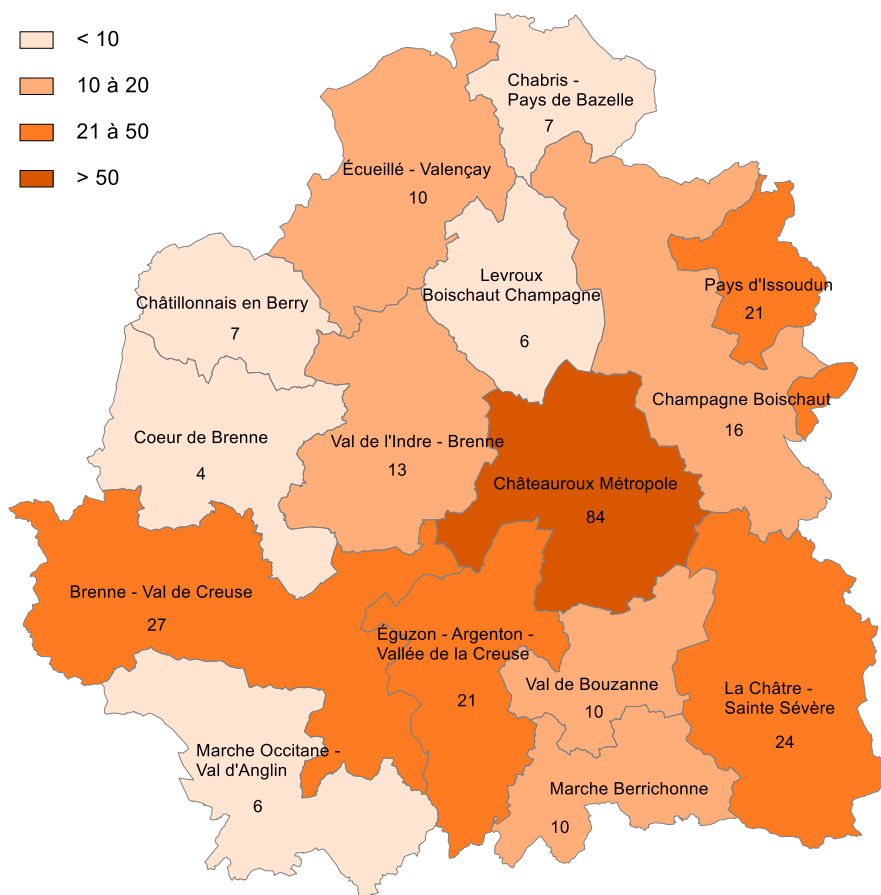 < 10
10 à 20
21 à 50
> 50
Chabris -
Pays de Bazelle
7
Écueillé - Valençay
10
Levroux
Boischaut Champagne
6
Pays d'Issoudun
21
Châtillonnais en Berry
7
Champagne Boischaut
16
Coeur de Brenne
4
Val de l'Indre - Brenne
13
Châteauroux Métropole
84
Brenne - Val de Creuse
27
Éguzon - Argenton -
Vallée de la Creuse
21
Val de Bouzanne
10
La Châtre -
Sainte Sévère
24
Marche Occitane -
Val d'Anglin
6
Marche Berrichonne
10